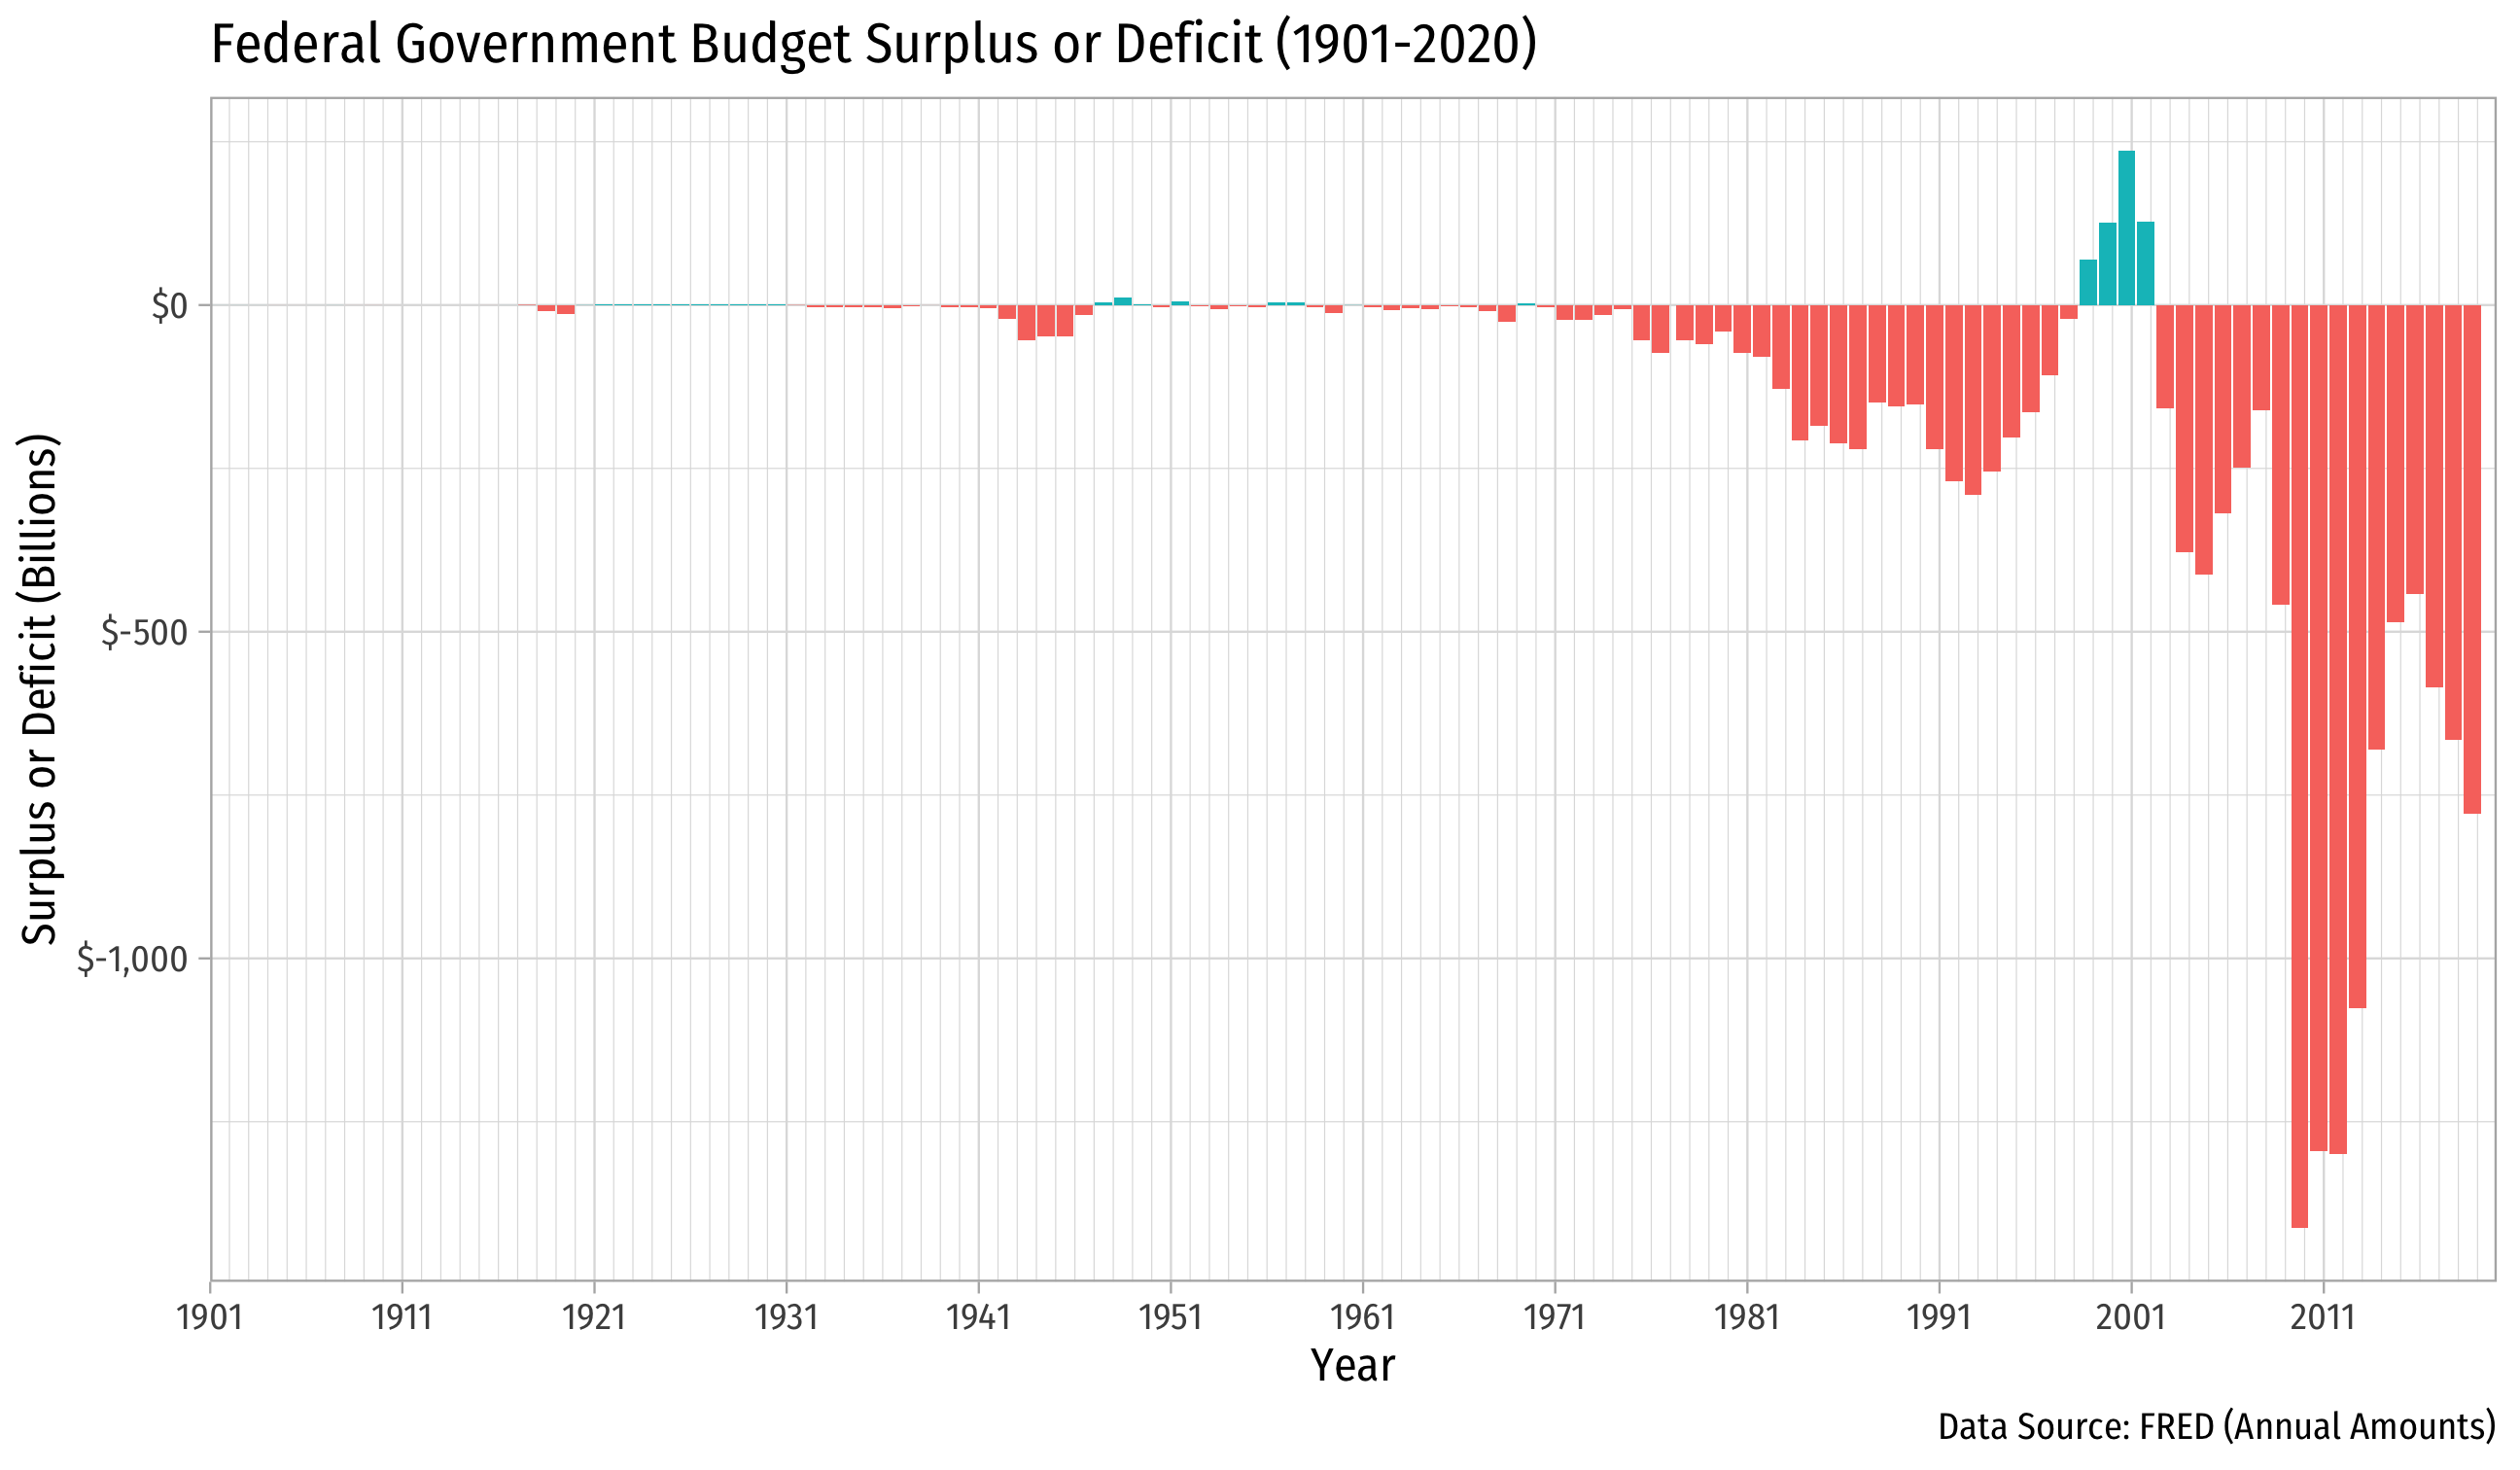 Federal Government Budget Surplus or Deficit (1901-2020)
Surplus or Deficit (Billions)
$0
$-500
$-1,000
1901 1911 1921 1931 1941 1951 1961 1971 1981 1991 2001 2011
Year
Data Source: FRED (Annual Amounts)